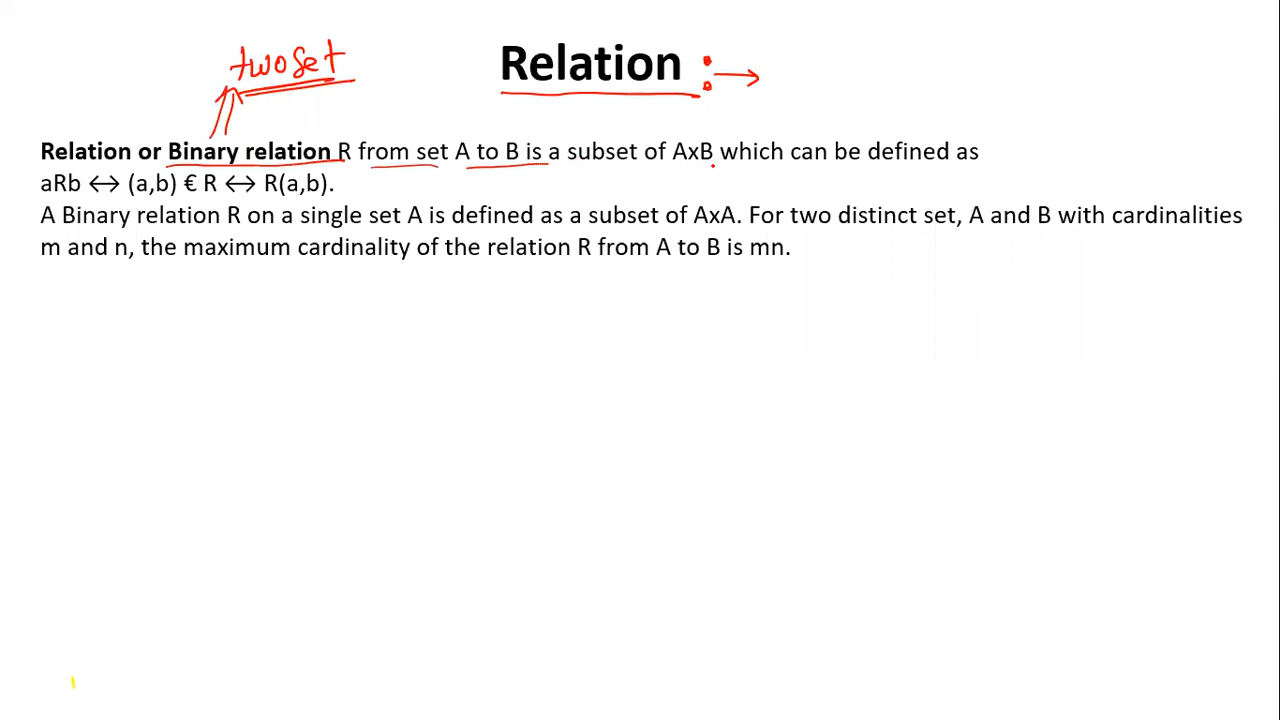 two set
Relation :→
Relation or Binary relation R from set A to B is a subset of AxB which can be defined as
aRb ↔ (a,b) € R ↔ R(a,b).
A Binary relation R on a single set A is defined as a subset of AxA. For two distinct set, A and B with cardinalities
m and n, the maximum cardinality of the relation R from A to B is mn.